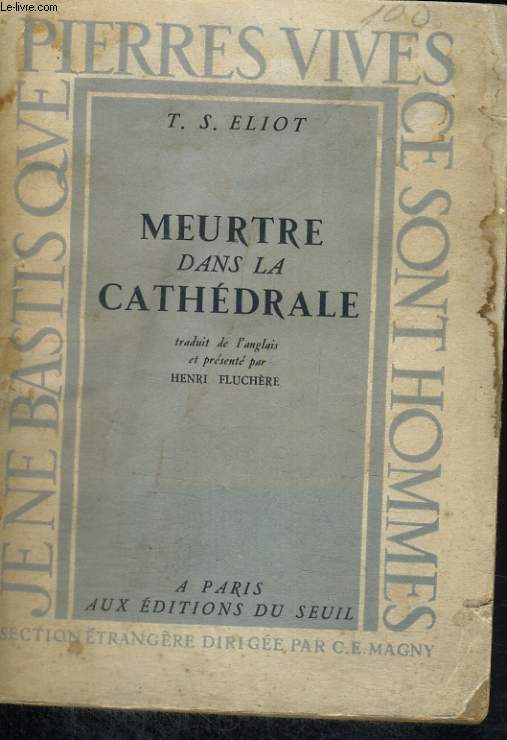 Le-livre.com
100
JE NE BASTIS QVE
PIERRES VIVES
CE SONT HOMMES
T. S. ELIOT
MEURTRE
DANS LA
CATHÉDRALE
traduit de l'anglais
et présenté par
HENRI FLUCHÈRE
A PARIS
AUX ÉDITIONS DU SEUIL
SECTION ÉTRANGÈRE DIRIGÉE PAR C. E. MAGNY